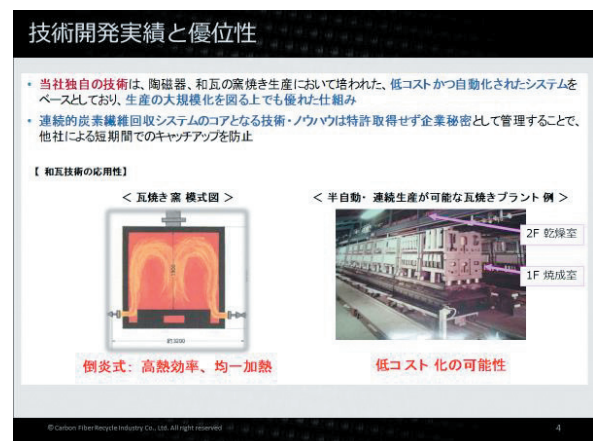 技術開発実績と優位性
• 当社独自の技術は、陶磁器、和瓦の窯焼き生産において培われた、低コストかつ自動化されたシステムを
ベースとしており、生産の大規模化を図る上でも優れた仕組み
• 連続的炭素繊維回収システムのコアとなる技術・ノウハウは特許取得せず企業秘密として管理することで、
他社による短期間でのキャッチアップを防止
【 和瓦技術の応用性】
< 瓦焼き窯 模式図 >
< 半自動・ 連続生産が可能な瓦焼きプラント 例 >
2F 乾燥室
1F 焼成室
約3200
倒炎式: 高熱効率、均一加熱
低コスト 化の可能性
© Carbon Fiber Recycle Industry Co., Ltd. All right reserved
4